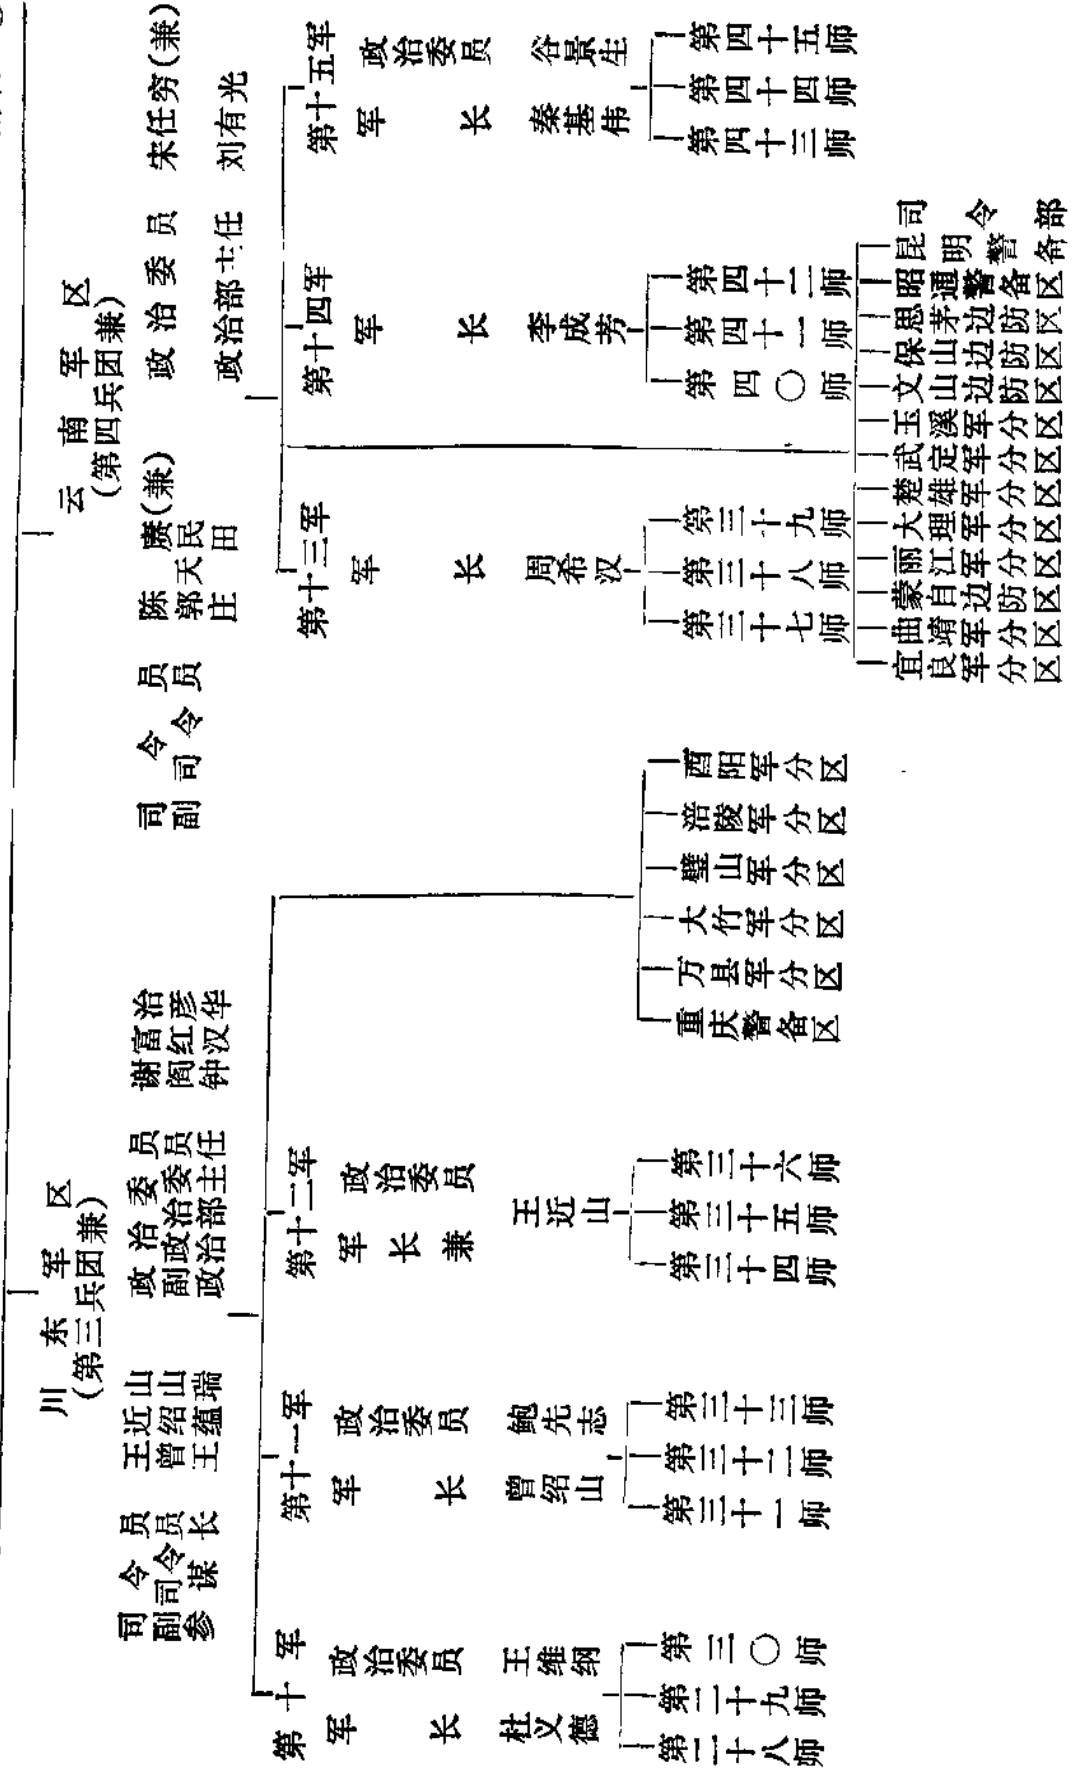 川东军区
(第三兵团兼)
司令员 王近山
副司令员 曾绍山
参谋长 王蕴瑞
政治委员 谢富治
副政治委员 阎红彦
政治部主任 钟汉华
第十军
军长 杜义德
政治委员 王维纲
第二十八师
第二十九师
第三〇师
第十一军
军长 曾绍山
政治委员 鲍先志
第三十一师
第三十二师
第三十三师
第十二军
军长兼政治委员 王近山
第三十四师
第三十五师
第三十六师
重庆警备区
万县军分区
大竹军分区
璧山军分区
涪陵军分区
酉阳军分区
云南军区
(第四兵团兼)
司令员 陈赓(兼)
副司令员 郭天民
庄田
政治委员 宋任穷(兼)
政治部主任 刘有光
第十三军
军长 周希汉
第三十七师
第三十八师
第三十九师
第十四军
军长 李成芳
第四〇师
第四十一师
第四十二师
第十五军
军长 秦基伟
政治委员 谷景生
第四十三师
第四十四师
第四十五师
宜良军分区
曲靖军分区
蒙自边防区
丽江军分区
大理军分区
楚雄军分区
武定军分区
玉溪军分区
文山边防区
保山边防区
思茅边防区
昭通警备区
昆明警备司令部